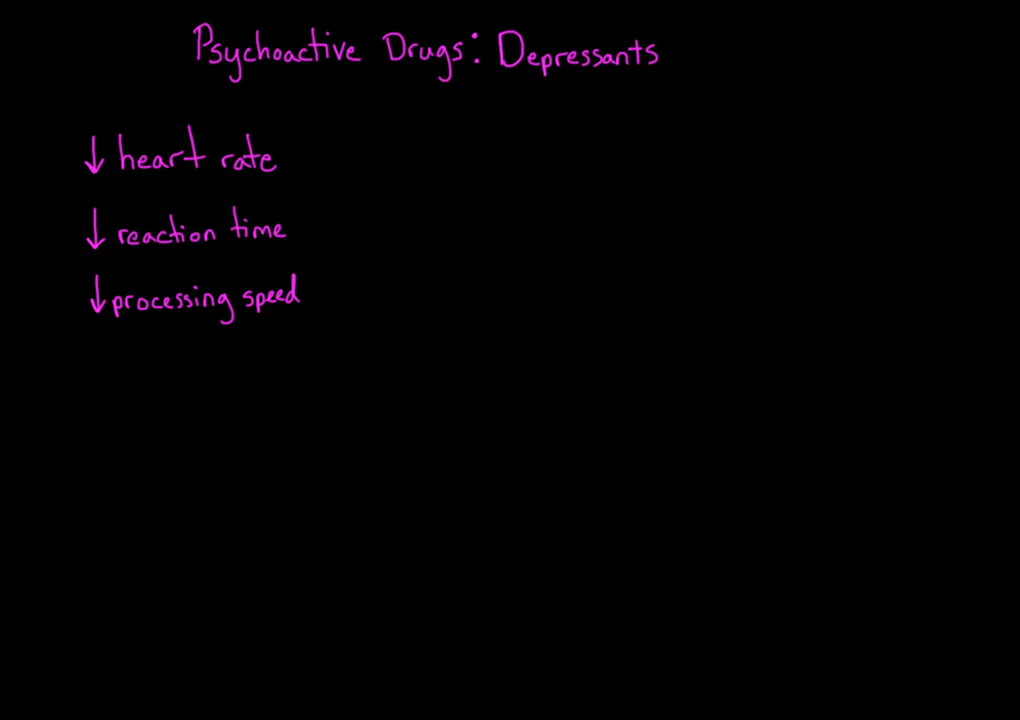 Psychoactive Drugs: Depressants
↓ heart rate
↓ reaction time
↓ processing speed